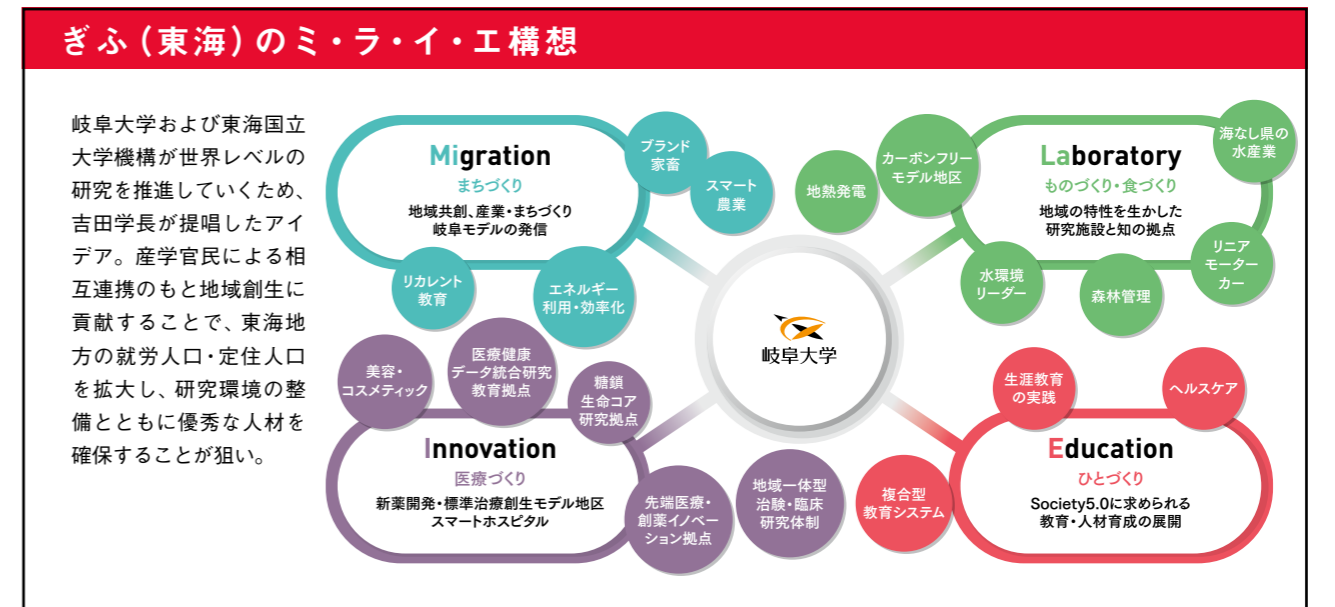 ぎふ(東海)のミ・ラ・イ・エ構想
岐阜大学および東海国立
大学機構が世界レベルの
研究を推進していくため、
吉田学長が提唱したアイ
デア。産学官民による相
互連携のもと地域創生に
貢献することで、東海地
方の就労人口・定住人口
を拡大し、研究環境の整
備とともに優秀な人材を
確保することが狙い。
Migration
まちづくり
地域共創、産業・まちづくり
岐阜モデルの発信
ブランド
家畜
スマート
農業
リカレント
教育
エネルギー
利用・効率化
Laboratory
ものづくり・食づくり
地域の特性を生かした
研究施設と知の拠点
地熱発電
カーボンフリー
モデル地区
海なし県の
水産業
水環境
リーダー
森林管理
リニア
モーター
カー
岐阜大学
Innovation
医療づくり
新薬開発・標準治療創生モデル地区
スマートホスピタル
美容・
コスメティック
医療健康
データ統合研究
教育拠点
糖鎖
生命コア
研究拠点
先端医療・
創薬イノベー
ション拠点
地域一体型
治験・臨床
研究体制
Education
ひとづくり
Society5.0に求められる
教育・人材育成の展開
生涯教育
の実践
ヘルスケア
複合型
教育システム